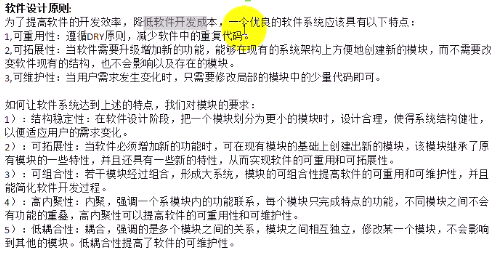 软件设计原则:
为了提高软件的开发效率,降低软件开发成本,一个优良的软件系统应该具有以下特点:
1,可重用性:遵循DRY原则,减少软件中的重复代码。
2,可拓展性:当软件需要升级增加新的功能,能够在现有的系统架构上方便地创建新的模块,而不需要改
变软件现有的结构,也不会影响以及存在的模块。
3,可维护性:当用户需求发生变化时,只需要修改局部的模块中的少量代码即可。
如何让软件系统达到上述的特点,我们对模块的要求:
1):结构稳定性:在软件设计阶段,把一个模块划分为更小的模块时,设计合理,使得系统结构健壮,
以便适应用户的需求变化。
2):可拓展性:当软件必须增加新的功能时,可在现有模块的基础上创建出新的模块,该模块继承了原
有模块的一些特性,并且还具有一些新的特性,从而实现软件的可重用和可拓展性。
3):可组合性:若干模块经过组合,形成大系统,模块的可组合性提高软件的可重用和可维护性,并且
能简化软件开发过程。
4):高内聚性:内聚,强调一个系模块内的功能联系,每个模块只完成特点的功能,不同模块之间不会
有功能的重叠,高内聚性可以提高软件的可重用性和可维护性。
5):低耦合性:耦合,强调的是多个模块之间的关系,模块之间相互独立,修改某一个模块,不会影响
到其他的模块。低耦合性提高了软件的可维护性。